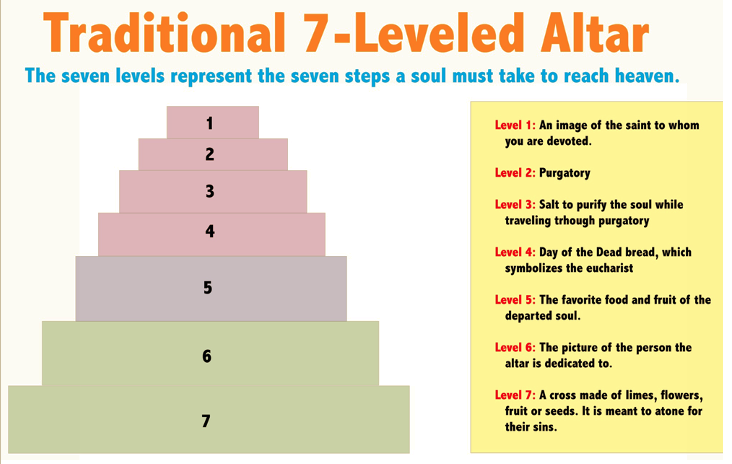 Traditional 7-Leveled Altar
The seven levels represent the seven steps a soul must take to reach heaven.
1
2
3
4
5
6
7
Level 1: An image of the saint to whom
you are devoted.
Level 2: Purgatory
Level 3: Salt to purify the soul while
traveling trhough purgatory
Level 4: Day of the Dead bread, which
symbolizes the eucharist
Level 5: The favorite food and fruit of the
departed soul.
Level 6: The picture of the person the
altar is dedicated to.
Level 7: A cross made of limes, flowers,
fruit or seeds. It is meant to atone for
their sins.